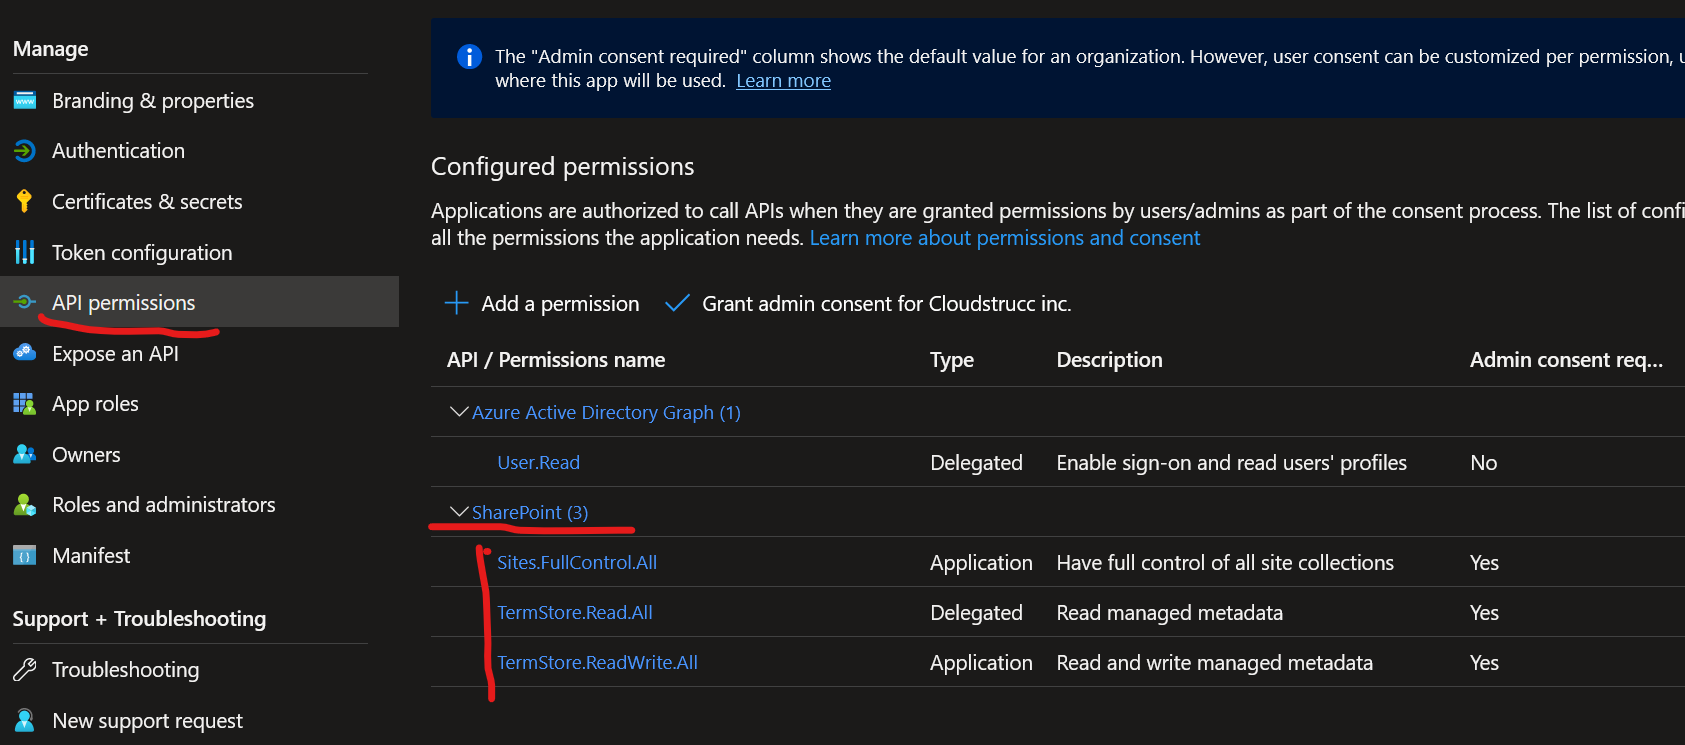 Manage
Branding & properties
Authentication
Certificates & secrets
Token configuration
API permissions
Expose an API
App roles
Owners
Roles and administrators
Manifest
Support + Troubleshooting
Troubleshooting
New support request
The "Admin consent required" column shows the default value for an organization. However, user consent can be customized per permission,
where this app will be used. Learn more
Configured permissions
Applications are authorized to call APIs when they are granted permissions by users/admins as part of the consent process. The list of confi
all the permissions the application needs. Learn more about permissions and consent
Add a permission Grant admin consent for Cloudstrucc inc.
API / Permissions name Type Description Admin consent req...
Azure Active Directory Graph (1)
User.Read Delegated Enable sign-on and read users' profiles No
SharePoint (3)
Sites.FullControl.All Application Have full control of all site collections Yes
TermStore.Read.All Delegated Read managed metadata Yes
TermStore.ReadWrite.All Application Read and write managed metadata Yes